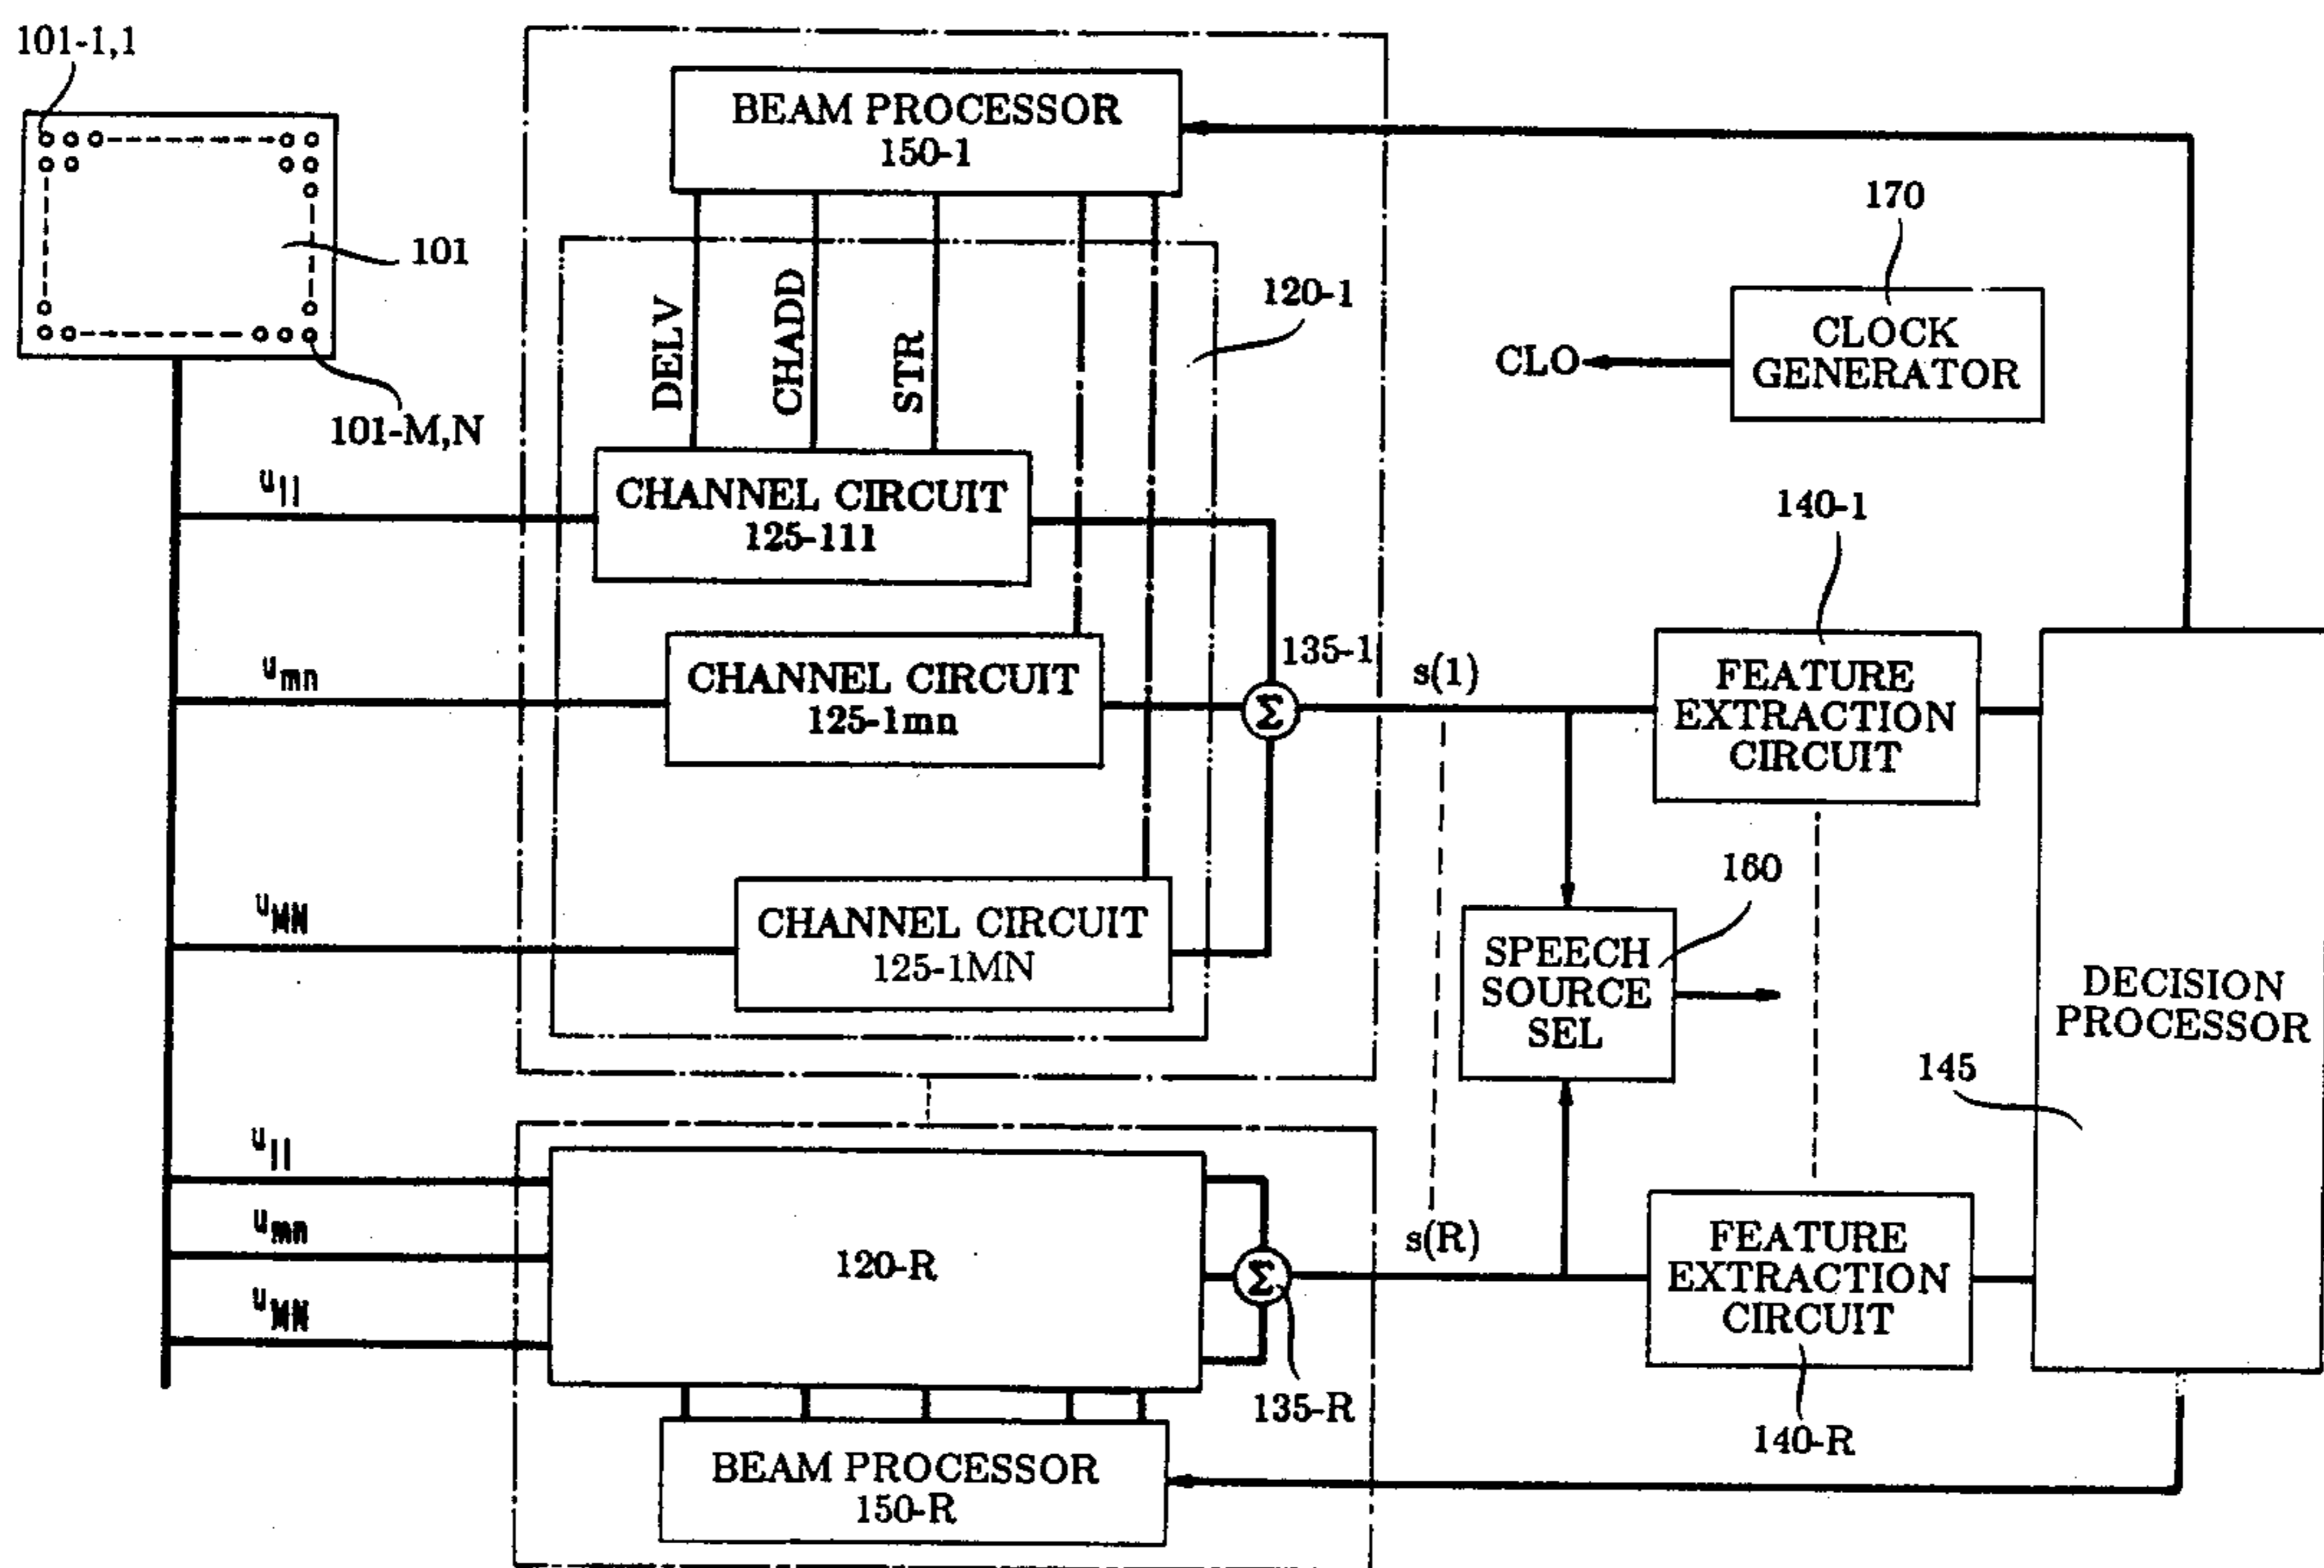 101-1,1
BEAM PROCESSOR
150-1
101
101-M,N
DELV
CHADD
STR
120-1
170
CLOCK
GENERATOR
CLO
u11
CHANNEL CIRCUIT
125-111
140-1
umn
CHANNEL CIRCUIT
125-1mn
135-1
Σ
s(1)
FEATURE
EXTRACTION
CIRCUIT
uMN
CHANNEL CIRCUIT
125-1MN
160
SPEECH
SOURCE
SEL
DECISION
PROCESSOR
145
u11
umn
uMN
120-R
Σ
s(R)
FEATURE
EXTRACTION
CIRCUIT
135-R
140-R
BEAM PROCESSOR
150-R